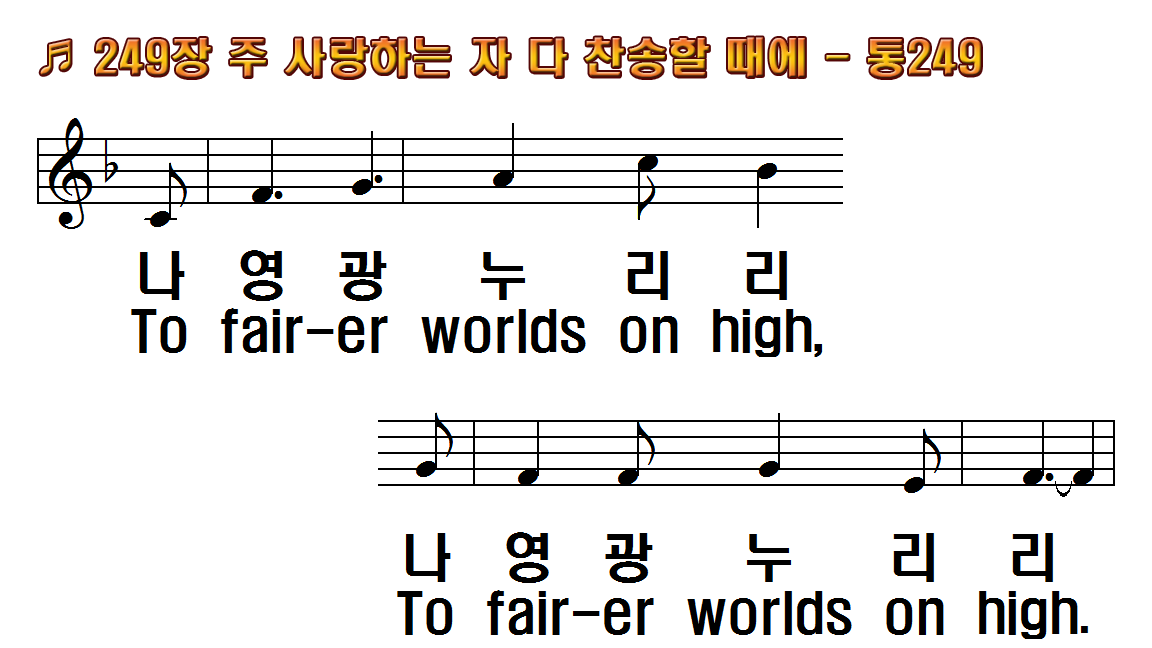 ♬ 249장 주 사랑하는 자 다 찬송할 때에 - 통249
나 영 광 누 리 리
To fair-er worlds on high,
나 영 광 누 리 리
To fair-er worlds on high.